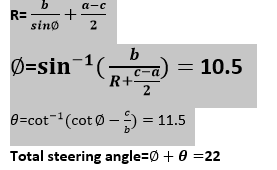 R= b/sinø + a−c/2
Ø=sin⁻¹(b/R+c−a/2) = 10.5
θ=cot⁻¹(cot Ø − c/b) = 11.5
Total steering angle=Ø + θ =22